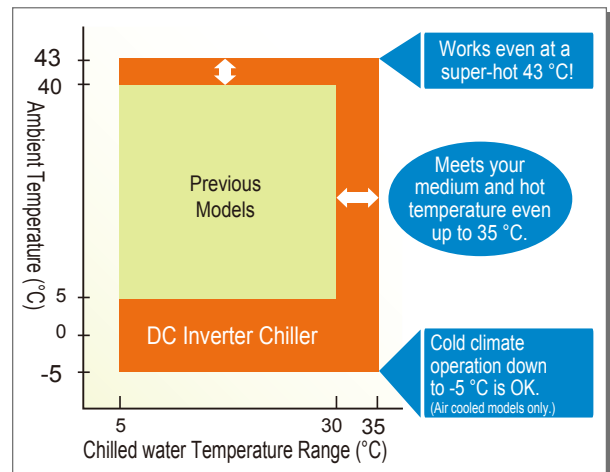 43
40
5
0
-5
Ambient Temperature (°C)
Previous
Models
DC Inverter Chiller
5
30
35
Chilled water Temperature Range (°C)
Works even at a
super-hot 43 °C!
Meets your
medium and hot
temperature even
up to 35 °C.
Cold climate
operation down
to -5 °C is OK.
(Air cooled models only.)